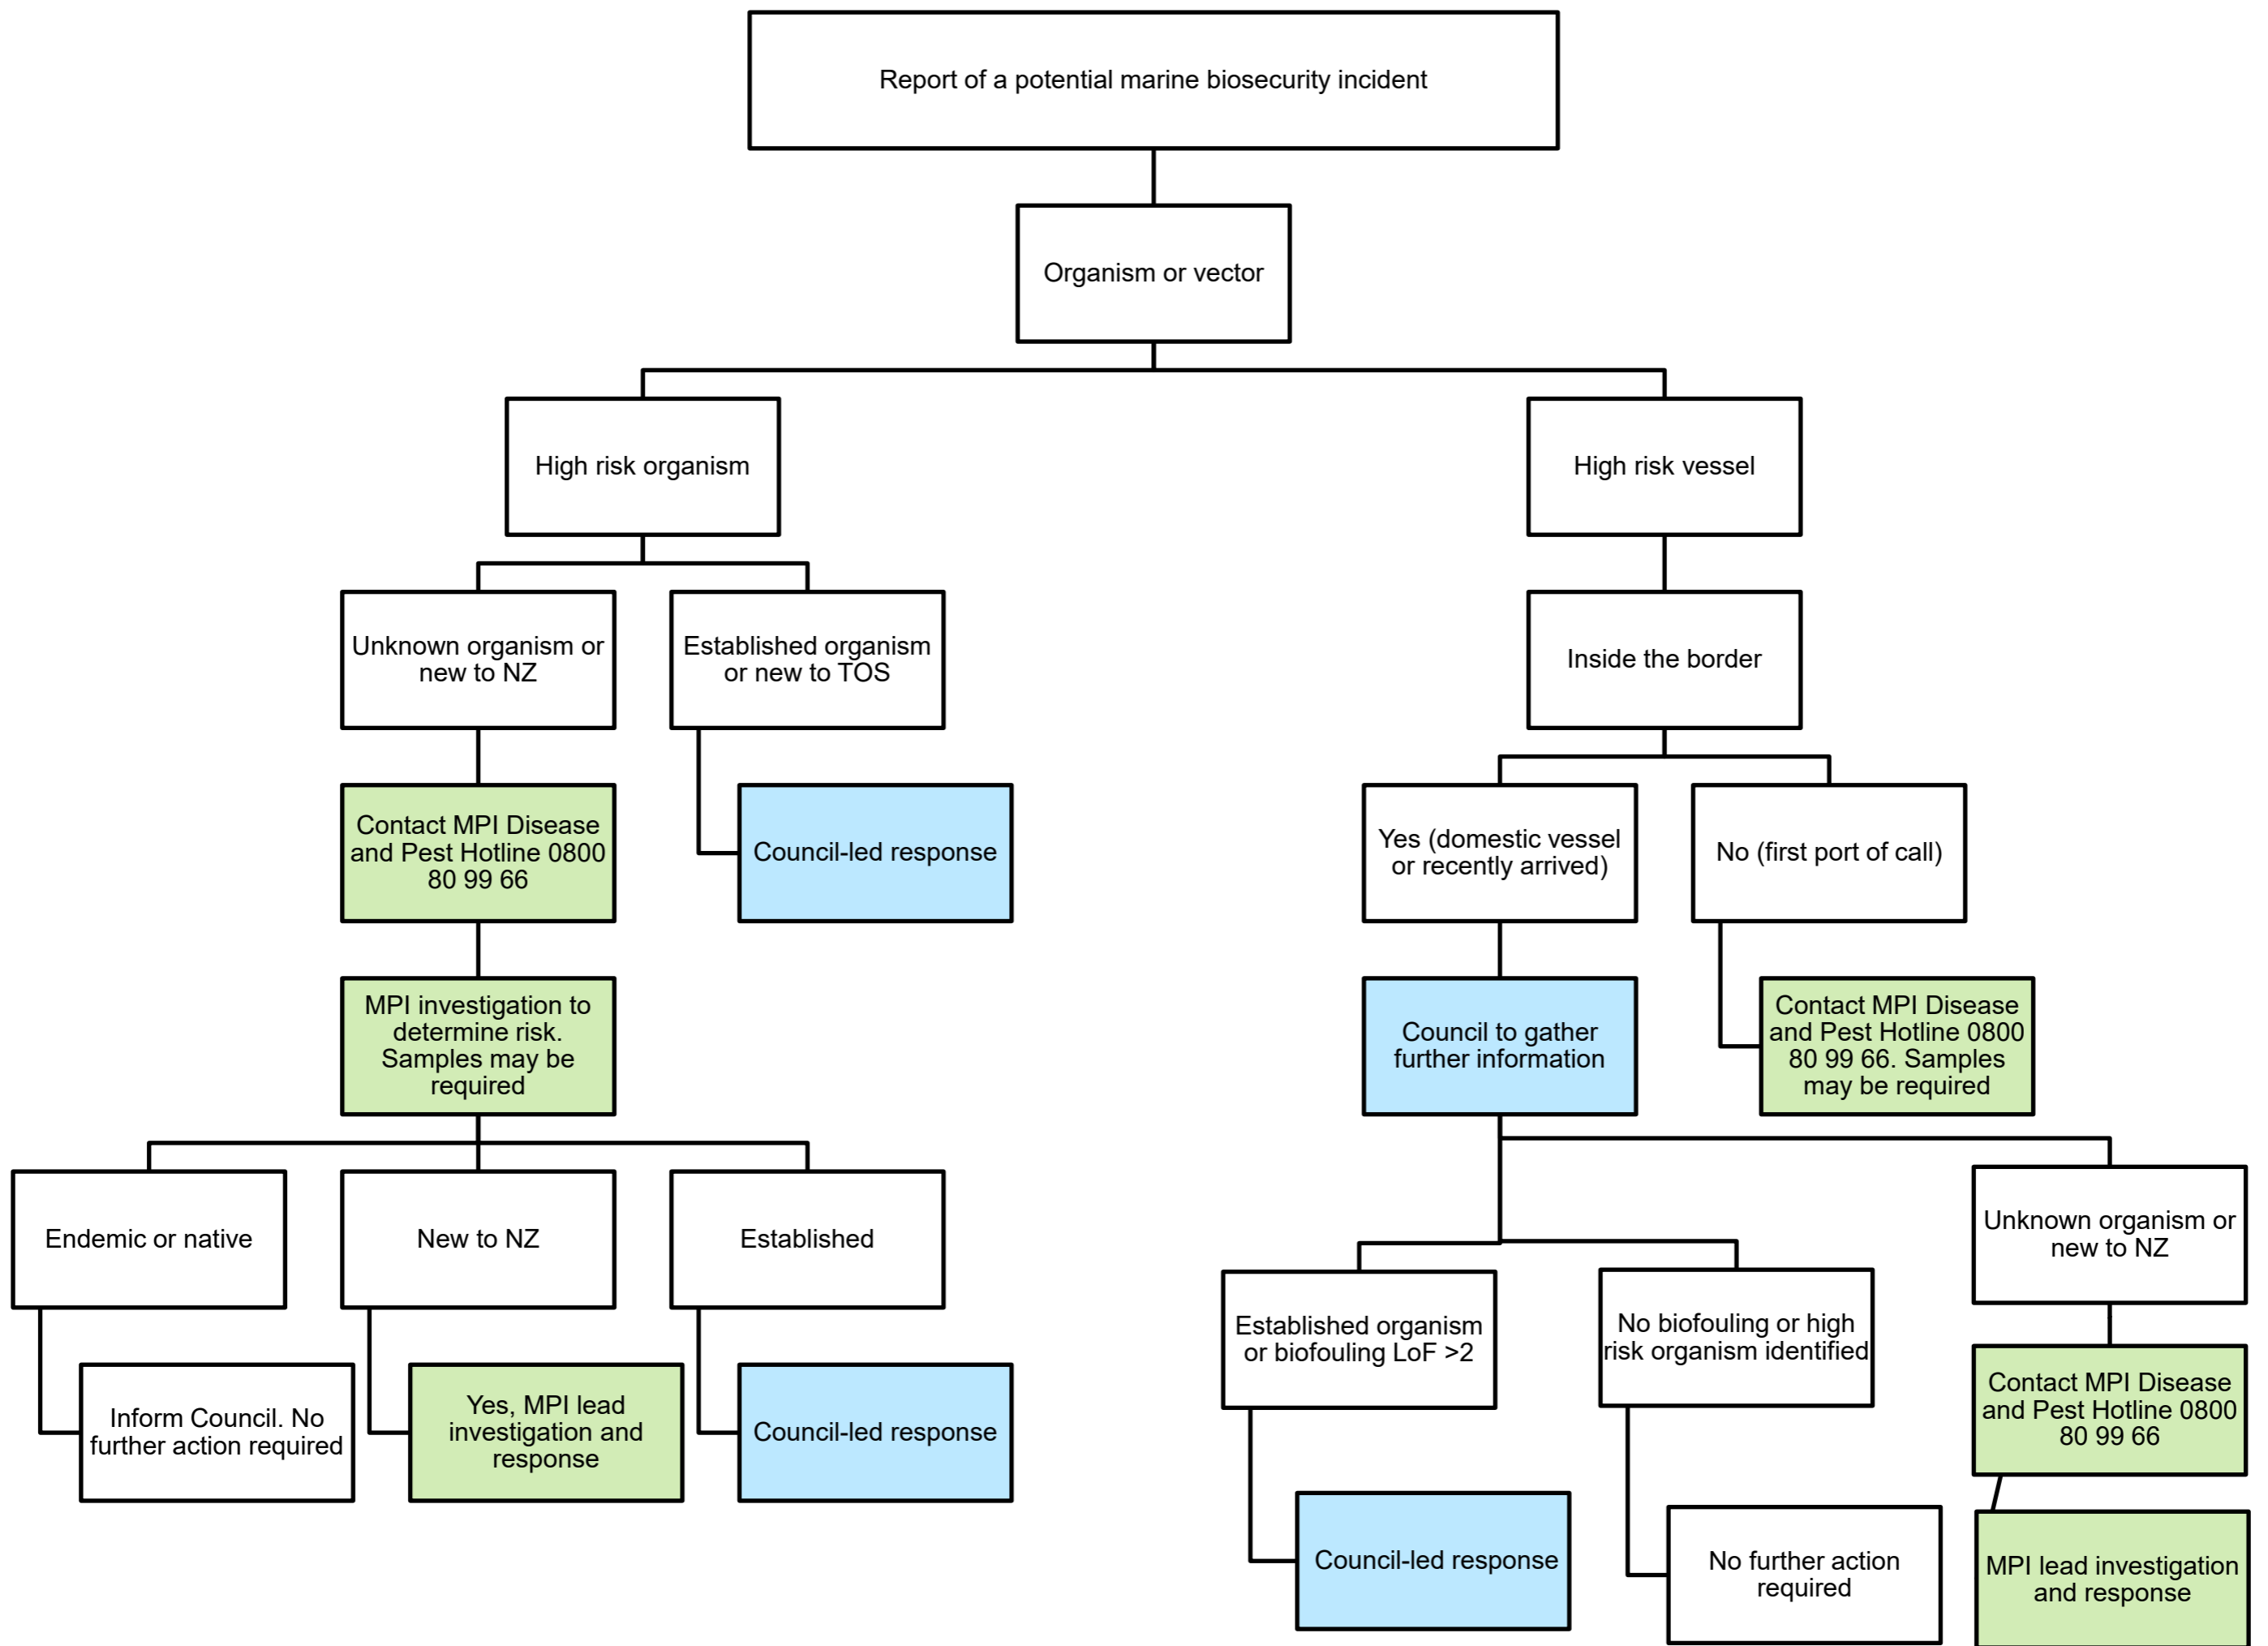 Report of a potential marine biosecurity incident
Organism or vector
High risk organism
High risk vessel
Unknown organism or
new to NZ
Established organism
or new to TOS
Inside the border
Contact MPI Disease
and Pest Hotline 0800
80 99 66
Council-led response
Yes (domestic vessel
or recently arrived)
No (first port of call)
MPI investigation to
determine risk.
Samples may be
required
Council to gather
further information
Contact MPI Disease
and Pest Hotline 0800
80 99 66. Samples
may be required
Endemic or native
New to NZ
Established
Unknown organism or
new to NZ
Established organism
or biofouling LoF >2
No biofouling or high
risk organism identified
Inform Council. No
further action required
Yes, MPI lead
investigation and
response
Council-led response
Contact MPI Disease
and Pest Hotline 0800
80 99 66
Council-led response
No further action
required
MPI lead investigation
and response